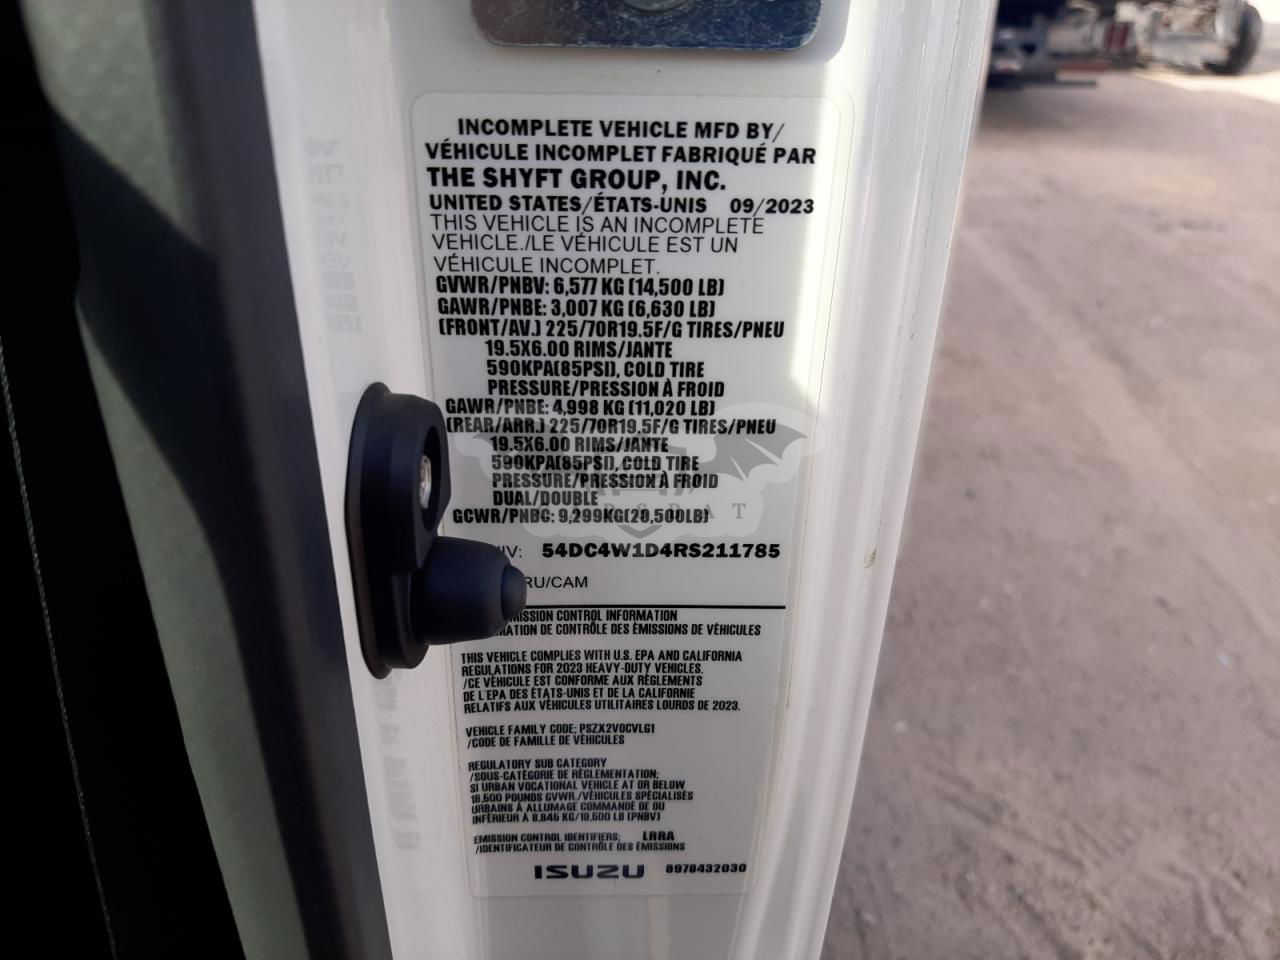 INCOMPLETE VEHICLE MFD BY/
VÉHICULE INCOMPLET FABRIQUÉ PAR
THE SHYFT GROUP, INC.
UNITED STATES/ÉTATS-UNIS 09/2023
THIS VEHICLE IS AN INCOMPLETE
VEHICLE./LE VÉHICULE EST UN
VÉHICULE INCOMPLET.
GVWR/PNBV: 6,577 KG (14,500 LB)
GAWR/PNBE: 3,007 KG (6,630 LB)
(FRONT/AV.) 225/70R19.5F/G TIRES/PNEU
19.5X6.00 RIMS/JANTE
590KPA(85PSI), COLD TIRE
PRESSURE/PRESSION À FROID
GAWR/PNBE: 4,998 KG (11,020 LB)
(REAR/ARR.) 225/70R19.5F/G TIRES/PNEU
19.5X6.00 RIMS/JANTE
590KPA(85PSI), COLD TIRE
PRESSURE/PRESSION À FROID
DUAL/DOUBLE
GCWR/PNBC: 9,299KG(20,500LB)
IV: 54DC4W1D4RS211785
RU/CAM
MISSION CONTROL INFORMATION
MATION DE CONTRÔLE DES ÉMISSIONS DE VÉHICULES
THIS VEHICLE COMPLIES WITH U.S. EPA AND CALIFORNIA
REGULATIONS FOR 2023 HEAVY-DUTY VEHICLES.
/CE VÉHICULE EST CONFORME AUX RÈGLEMENTS
DE L'EPA DES ÉTATS-UNIS ET DE LA CALIFORNIE
RELATIFS AUX VÉHICULES UTILITAIRES LOURDS DE 2023.
VEHICLE FAMILY CODE: PSZX2VOCVLG1
/CODE DE FAMILLE DE VÉHICULES
REGULATORY SUB CATEGORY
/SOUS-CATÉGORIE DE RÈGLEMENTATION:
SI URBAN VOCATIONAL VEHICLE AT OR BELOW
19,500 POUNDS GVWR./VÉHICULES SPÉCIALISÉS
URBAINS À ALLUMAGE COMMANDÉ DE OU
INFÉRIEUR À 8,845 KG/19,500 LB (PNBV)
EMISSION CONTROL IDENTIFIERS: LRRA
/IDENTIFICATEUR DE CONTRÔLE DES ÉMISSIONS
ISUZU 8978432030